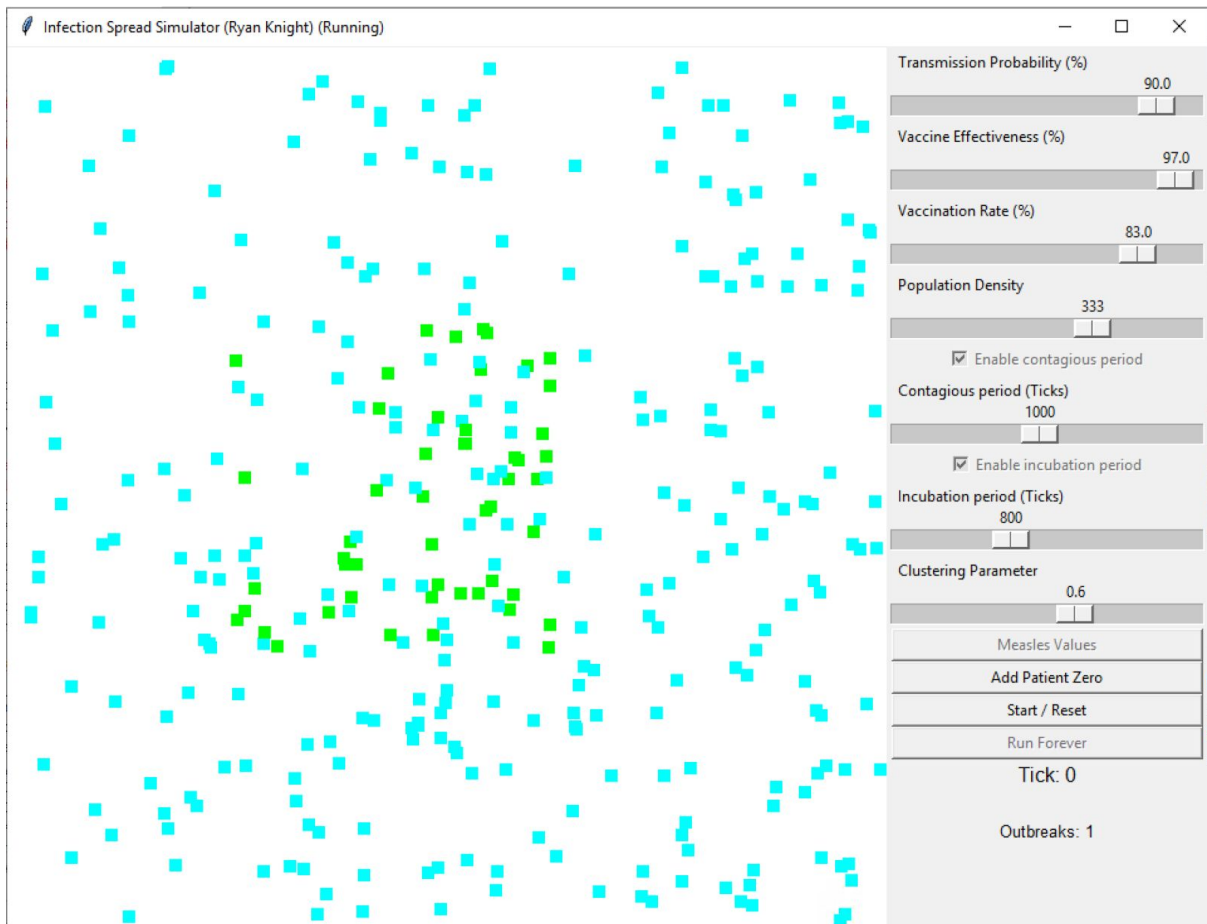 Infection Spread Simulator (Ryan Knight) (Running)
Transmission Probability (%)
90.0
Vaccine Effectiveness (%)
97.0
Vaccination Rate (%)
83.0
Population Density
333
Enable contagious period
Contagious period (Ticks)
1000
Enable incubation period
Incubation period (Ticks)
800
Clustering Parameter
0.6
Measles Values
Add Patient Zero
Start / Reset
Run Forever
Tick: 0
Outbreaks: 1